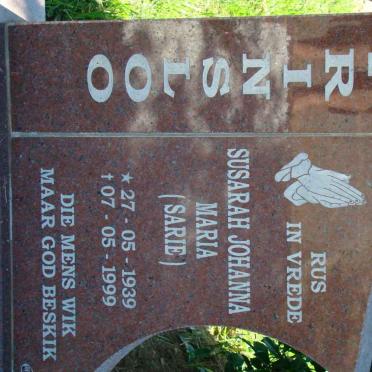 RINSLOO
RUS
IN VREDE
SUSARAH JOHANNA
MARIA
(SARIE)
★ 27 - 05 - 1939
✝ 07 - 05 - 1999
DIE MENS WIK
MAAR GOD BESKIK